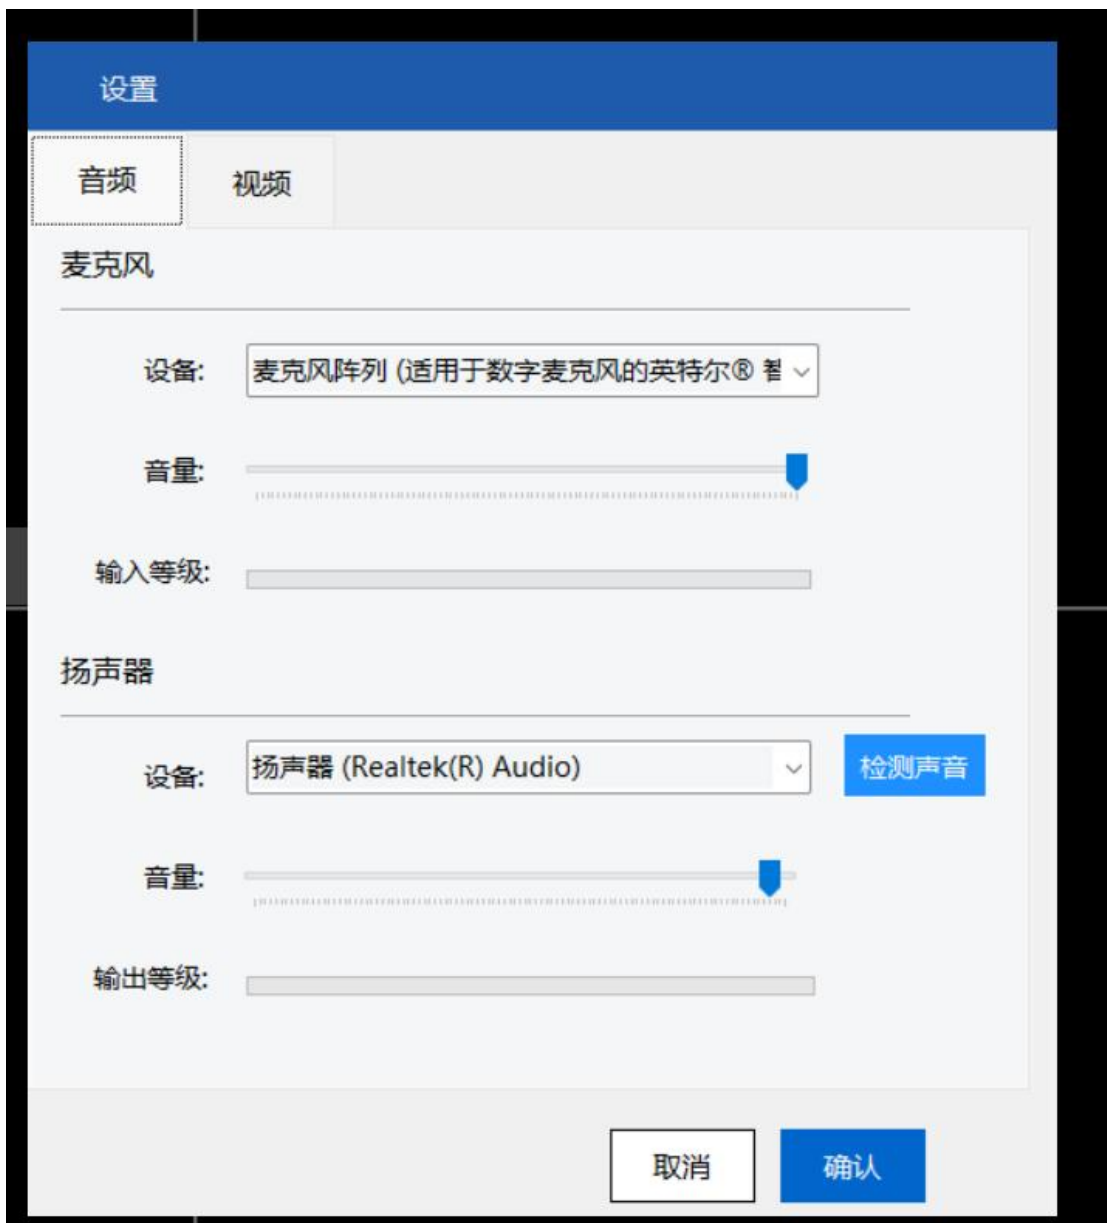 设置
音频
视频
麦克风
设备:
麦克风阵列 (适用于数字麦克风的英特尔®
音量:
输入等级:
扬声器
设备:
扬声器 (Realtek(R) Audio)
检测声音
音量:
输出等级:
取消
确认